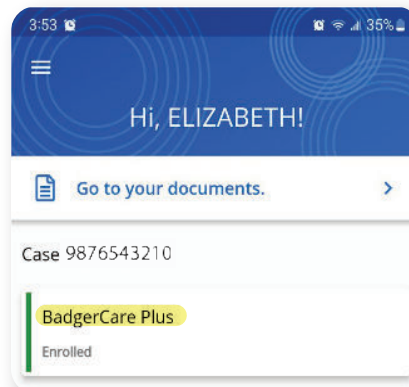 3:53 35%
Hi, ELIZABETH!
Go to your documents.
Case 9876543210
BadgerCare Plus
Enrolled